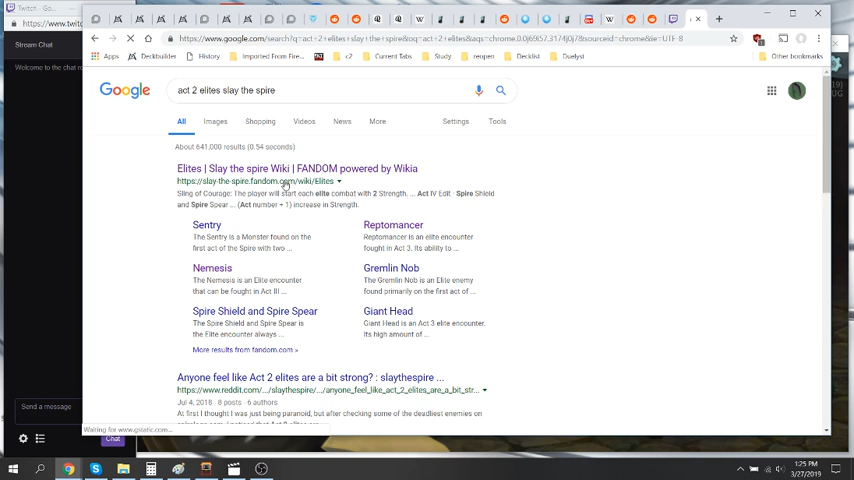 Twitch - G
https://www.twitc
Stream Chat
Welcome to the chat ro
Send a message
Chat
https://www.google.com/search?q=act+2+elites+slay+the+spire&oq=act+2+elites&aqs=chrome.0.0j69i57.3174j0j7&sourceid=chrome&ie=UTF-8
Apps
Deckbuilder
History
Imported From Fire...
c2
Current Tabs
Study
reopen
Decklist
Duelyst
Other bookmarks
Google
act 2 elites slay the spire
All Images Shopping Videos News More Settings Tools
About 641,000 results (0.54 seconds)
Elites | Slay the spire Wiki | FANDOM powered by Wikia
https://slay-the-spire.fandom.com/wiki/Elites
Sling of Courage: The player will start each elite combat with 2 Strength. ... Act IV Edit · Spire Shield
and Spire Spear ... (Act number + 1) increase in Strength.
Sentry
The Sentry is a Monster found on the
first act of the Spire with two ...
Reptomancer
Reptomancer is an elite encounter
fought in Act 3. Its ability to ...
Nemesis
The Nemesis is an Elite encounter
that can be fought in Act III ...
Gremlin Nob
The Gremlin Nob is an Elite enemy
found primarily on the first act of ...
Spire Shield and Spire Spear
The Spire Shield and Spire Spear is
the Elite encounter always ...
Giant Head
Giant Head is an Act 3 elite encounter.
Its high amount of ...
More results from fandom.com »
Anyone feel like Act 2 elites are a bit strong? : slaythespire ...
https://www.reddit.com/.../slaythespire/.../anyone_feel_like_act_2_elites_are_a_bit_str...
Jul 4, 2018 - 8 posts - 6 authors
At first I thought I was just being paranoid, but after checking some of the deadliest enemies on
Waiting for www.gstatic.com...
1:25 PM
3/27/2019